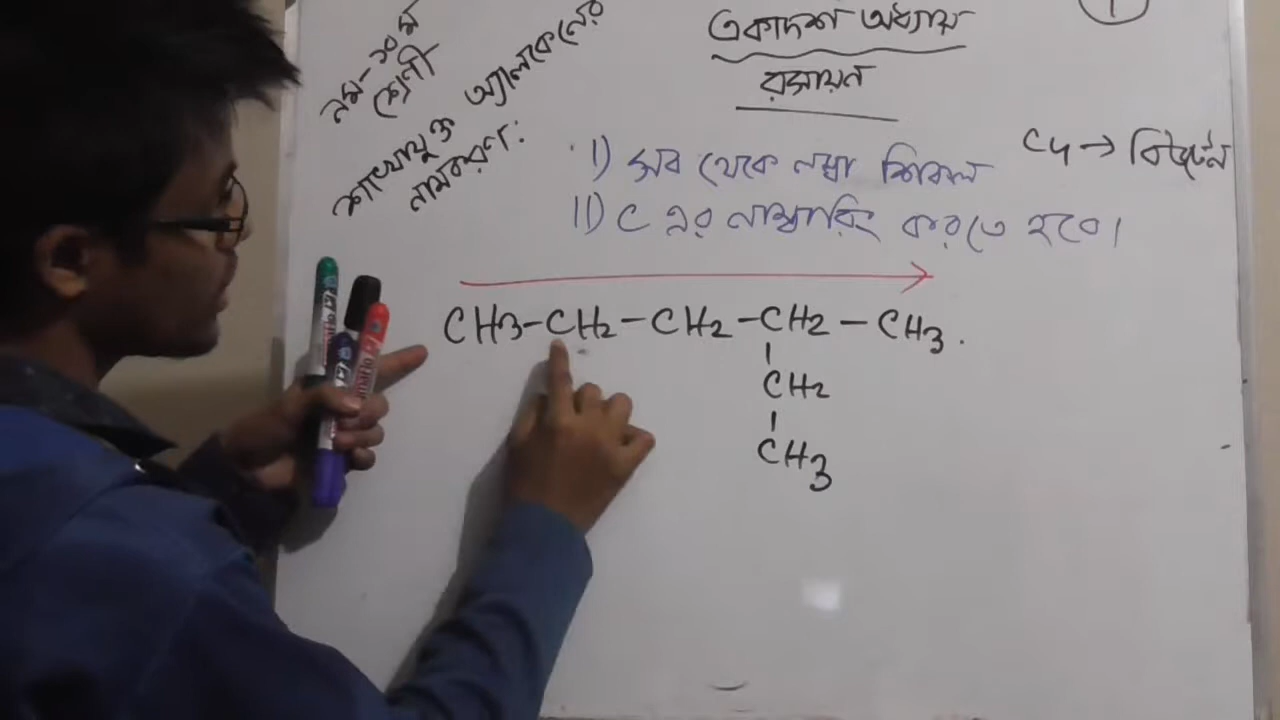 একাদশ অধ্যায়
রসায়ন
1
নবম-১০ম
শ্রেণী
শাখাযুক্ত অ্যালকেনের
নামকরণ:
I) সব থেকে লম্বা শিকল
II) C এর নাম্বারিং করতে হবে।
C4 →
CH3-CH2-CH2-CH2-CH3.
CH2
CH3